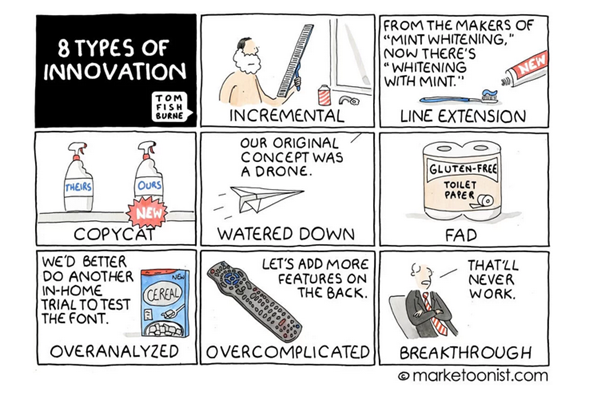 8 TYPES OF
INNOVATION
TOM
FISH
BURNE
INCREMENTAL
FROM THE MAKERS OF
"MINT WHITENING,"
NOW THERE'S
"WHITENING
WITH MINT."
NEW
LINE EXTENSION
THEIRS
OURS
NEW
COPYCAT
OUR ORIGINAL
CONCEPT WAS
A DRONE.
WATERED DOWN
GLUTEN-FREE
TOILET
PAPER
FAD
WE'D BETTER
DO ANOTHER
IN-HOME
TRIAL TO TEST
THE FONT.
NEW
CEREAL
OVERANALYZED
LET'S ADD MORE
FEATURES ON
THE BACK.
OVERCOMPLICATED
THAT'LL
NEVER
WORK.
BREAKTHROUGH
© marketoonist.com